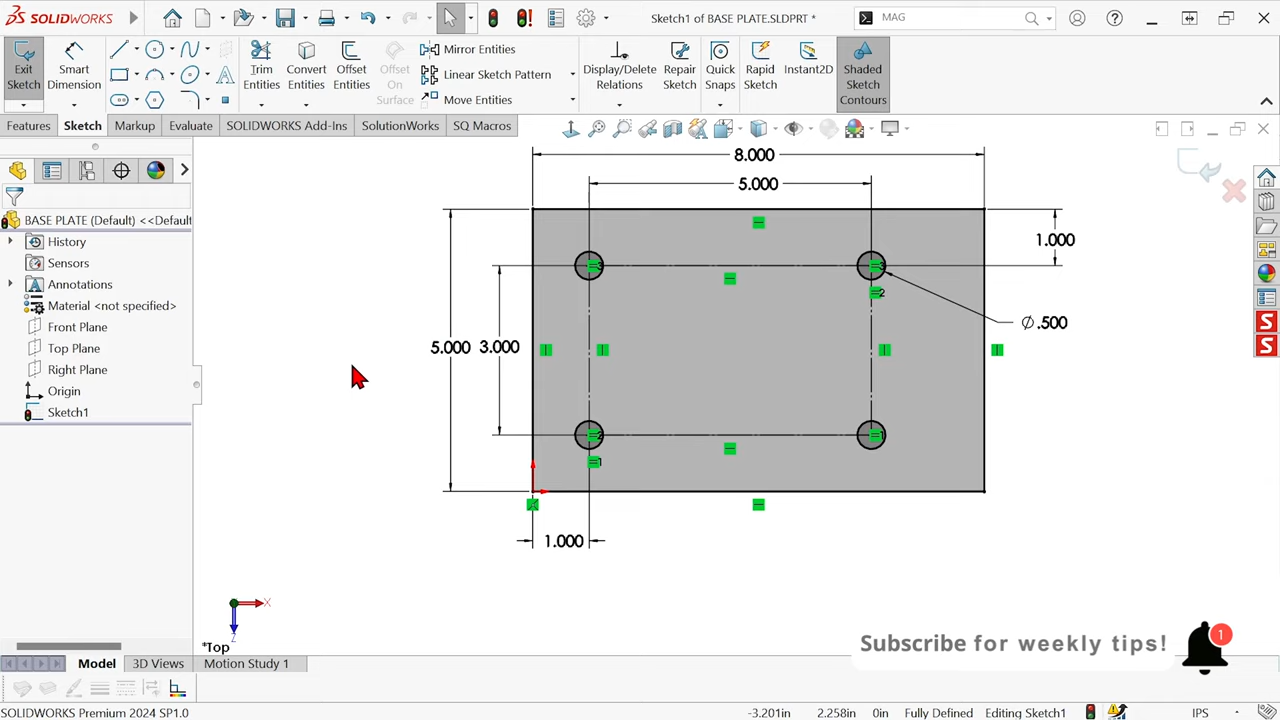 SOLIDWORKS
Sketch1 of BASE PLATE.SLDPRT *
MAG
Exit Sketch
Smart Dimension
Trim Entities
Convert Entities
Offset Entities
Offset On Surface
Mirror Entities
Linear Sketch Pattern
Move Entities
Display/Delete Relations
Repair Sketch
Quick Snaps
Rapid Sketch
Instant2D
Shaded Sketch Contours
Features
Sketch
Markup
Evaluate
SOLIDWORKS Add-Ins
SolutionWorks
SQ Macros
BASE PLATE (Default) <<Default
History
Sensors
Annotations
Material <not specified>
Front Plane
Top Plane
Right Plane
Origin
Sketch1
8.000
5.000
1.000
Ø.500
5.000
3.000
1.000
X
Z
*Top
Subscribe for weekly tips!
1
Model
3D Views
Motion Study 1
SOLIDWORKS Premium 2024 SP1.0
-3.201in
2.258in
0in
Fully Defined
Editing Sketch1
IPS